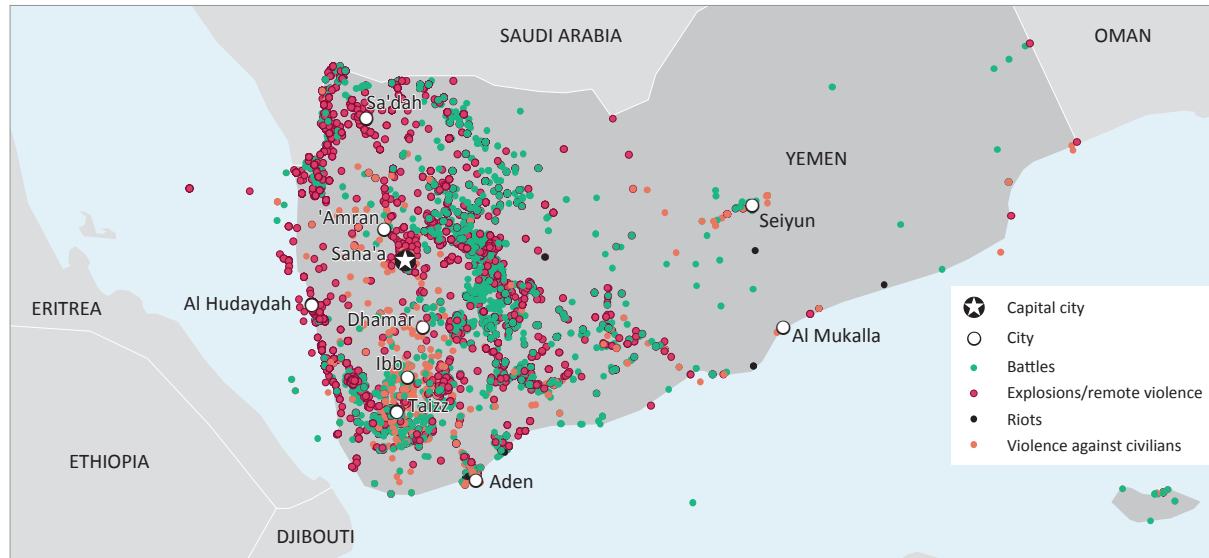 SAUDI ARABIA
OMAN
Sa'dah
YEMEN
'Amran
Seiyun
Sana'a
ERITREA
Al Hudaydah
Dhamar
Al Mukalla
Ibb
Taizz
ETHIOPIA
Aden
DJIBOUTI
Capital city
City
Battles
Explosions/remote violence
Riots
Violence against civilians